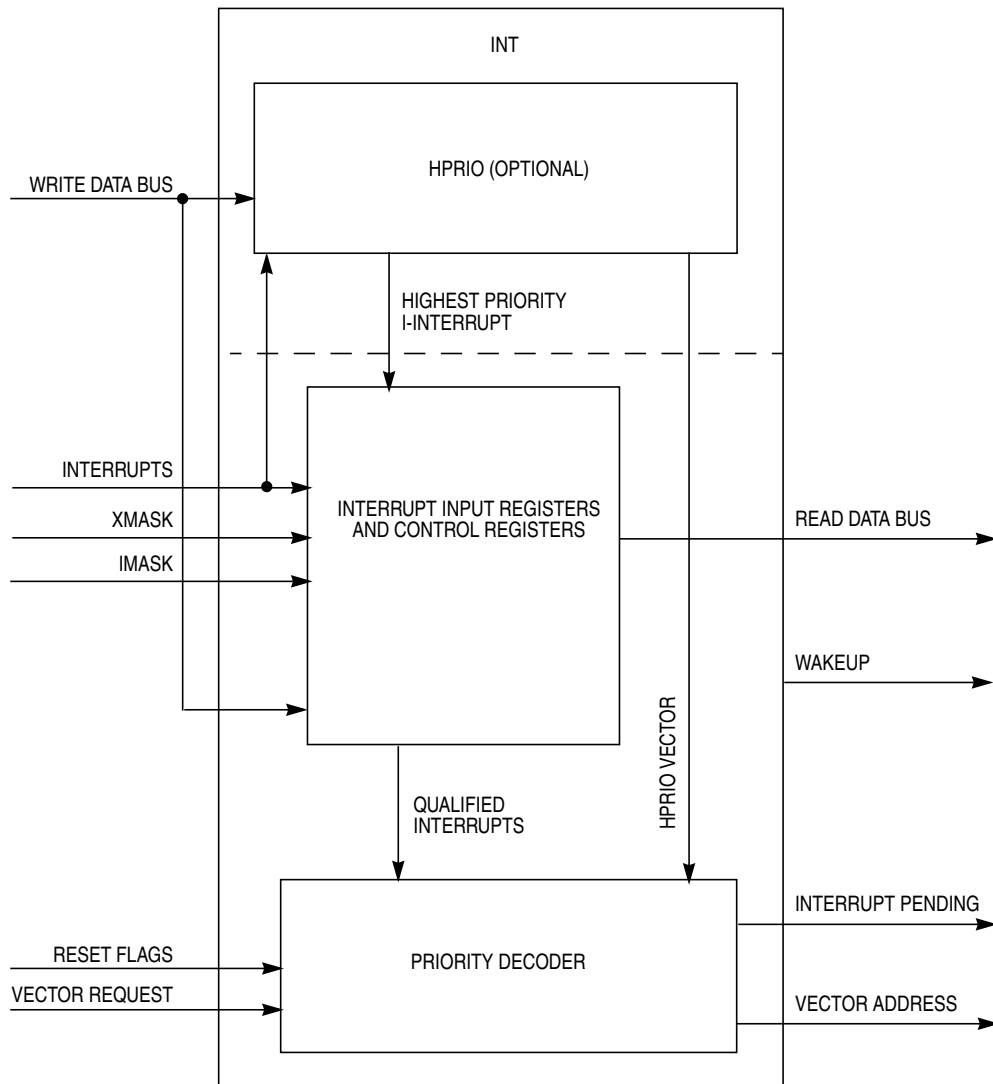 INT
HPRIO (OPTIONAL)
WRITE DATA BUS
HIGHEST PRIORITY
I-INTERRUPT
INTERRUPTS
XMASK
IMASK
INTERRUPT INPUT REGISTERS
AND CONTROL REGISTERS
READ DATA BUS
WAKEUP
HPRIO VECTOR
QUALIFIED
INTERRUPTS
INTERRUPT PENDING
RESET FLAGS
PRIORITY DECODER
VECTOR REQUEST
VECTOR ADDRESS